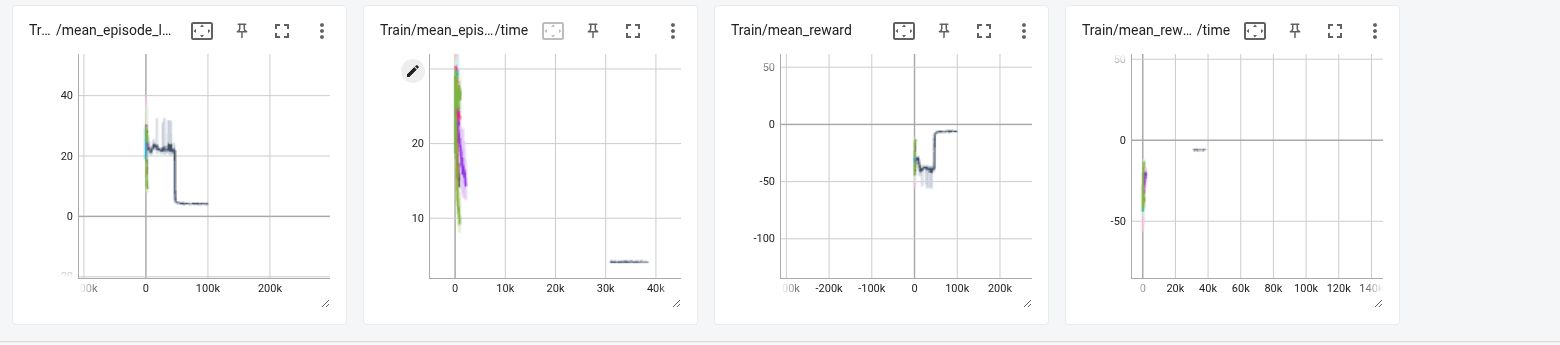 Tr… /mean_episode_l…
40
20
0
-20
00k
0
100k
200k
Train/mean_epis…/time
20
10
0
10k
20k
30k
40k
Train/mean_reward
50
0
-50
-100
00k
-200k
-100k
0
100k
200k
Train/mean_rew… /time
50
0
-50
0
20k
40k
60k
80k
100k
120k
140k